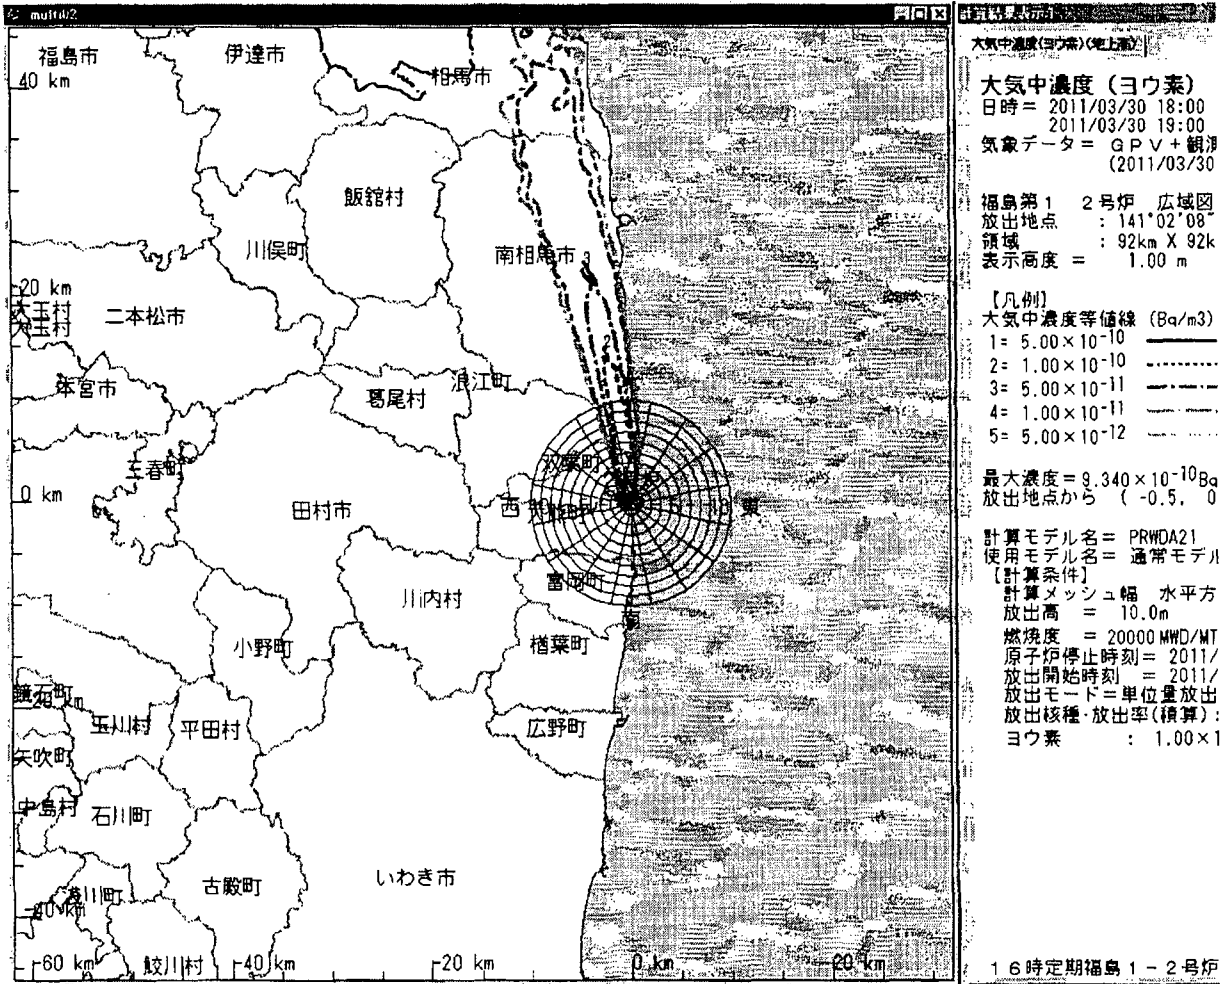 multi02
福島市
伊達市
相馬市
40 km
飯舘村
川俣町
南相馬市
3
20 km
大玉村
大玉村
二本松市
2
本宮市
浪江町
葛尾村
双葉町
三春町
0 km
田村市
西
東
川内村
富岡町
南
小野町
楢葉町
鏡石町
玉川村
平田村
広野町
矢吹町
中島村
石川町
古殿町
いわき市
浅川町
-40 km
-60 km
鮫川村
-40 km
-20 km
0 km
20 km
大気中濃度(ヨウ素)(地上高)
大気中濃度（ヨウ素）
日時＝ 2011/03/30 18:00
2011/03/30 19:00
気象データ＝ ＧＰＶ＋観測
(2011/03/30
福島第１ ２号炉 広域図
放出地点 : 141°02'08"
領域 : 92km X 92k
表示高度 ＝ 1.00 m
【凡例】
大気中濃度等値線 (Bq/m3)
1= 5.00×10-10
2= 1.00×10-10
3= 5.00×10-11
4= 1.00×10-11
5= 5.00×10-12
最大濃度＝9.340×10-10Bq
放出地点から ( -0.5, 0
計算モデル名＝ PRWDA21
使用モデル名＝ 通常モデル
【計算条件】
計算メッシュ幅 水平方
放出高 ＝ 10.0m
燃焼度 ＝ 20000 MWD/MT
原子炉停止時刻＝ 2011/
放出開始時刻 ＝ 2011/
放出モード＝単位量放出
放出核種・放出率(積算) :
ヨウ素 : 1.00×1
１６時定期福島１－２号炉